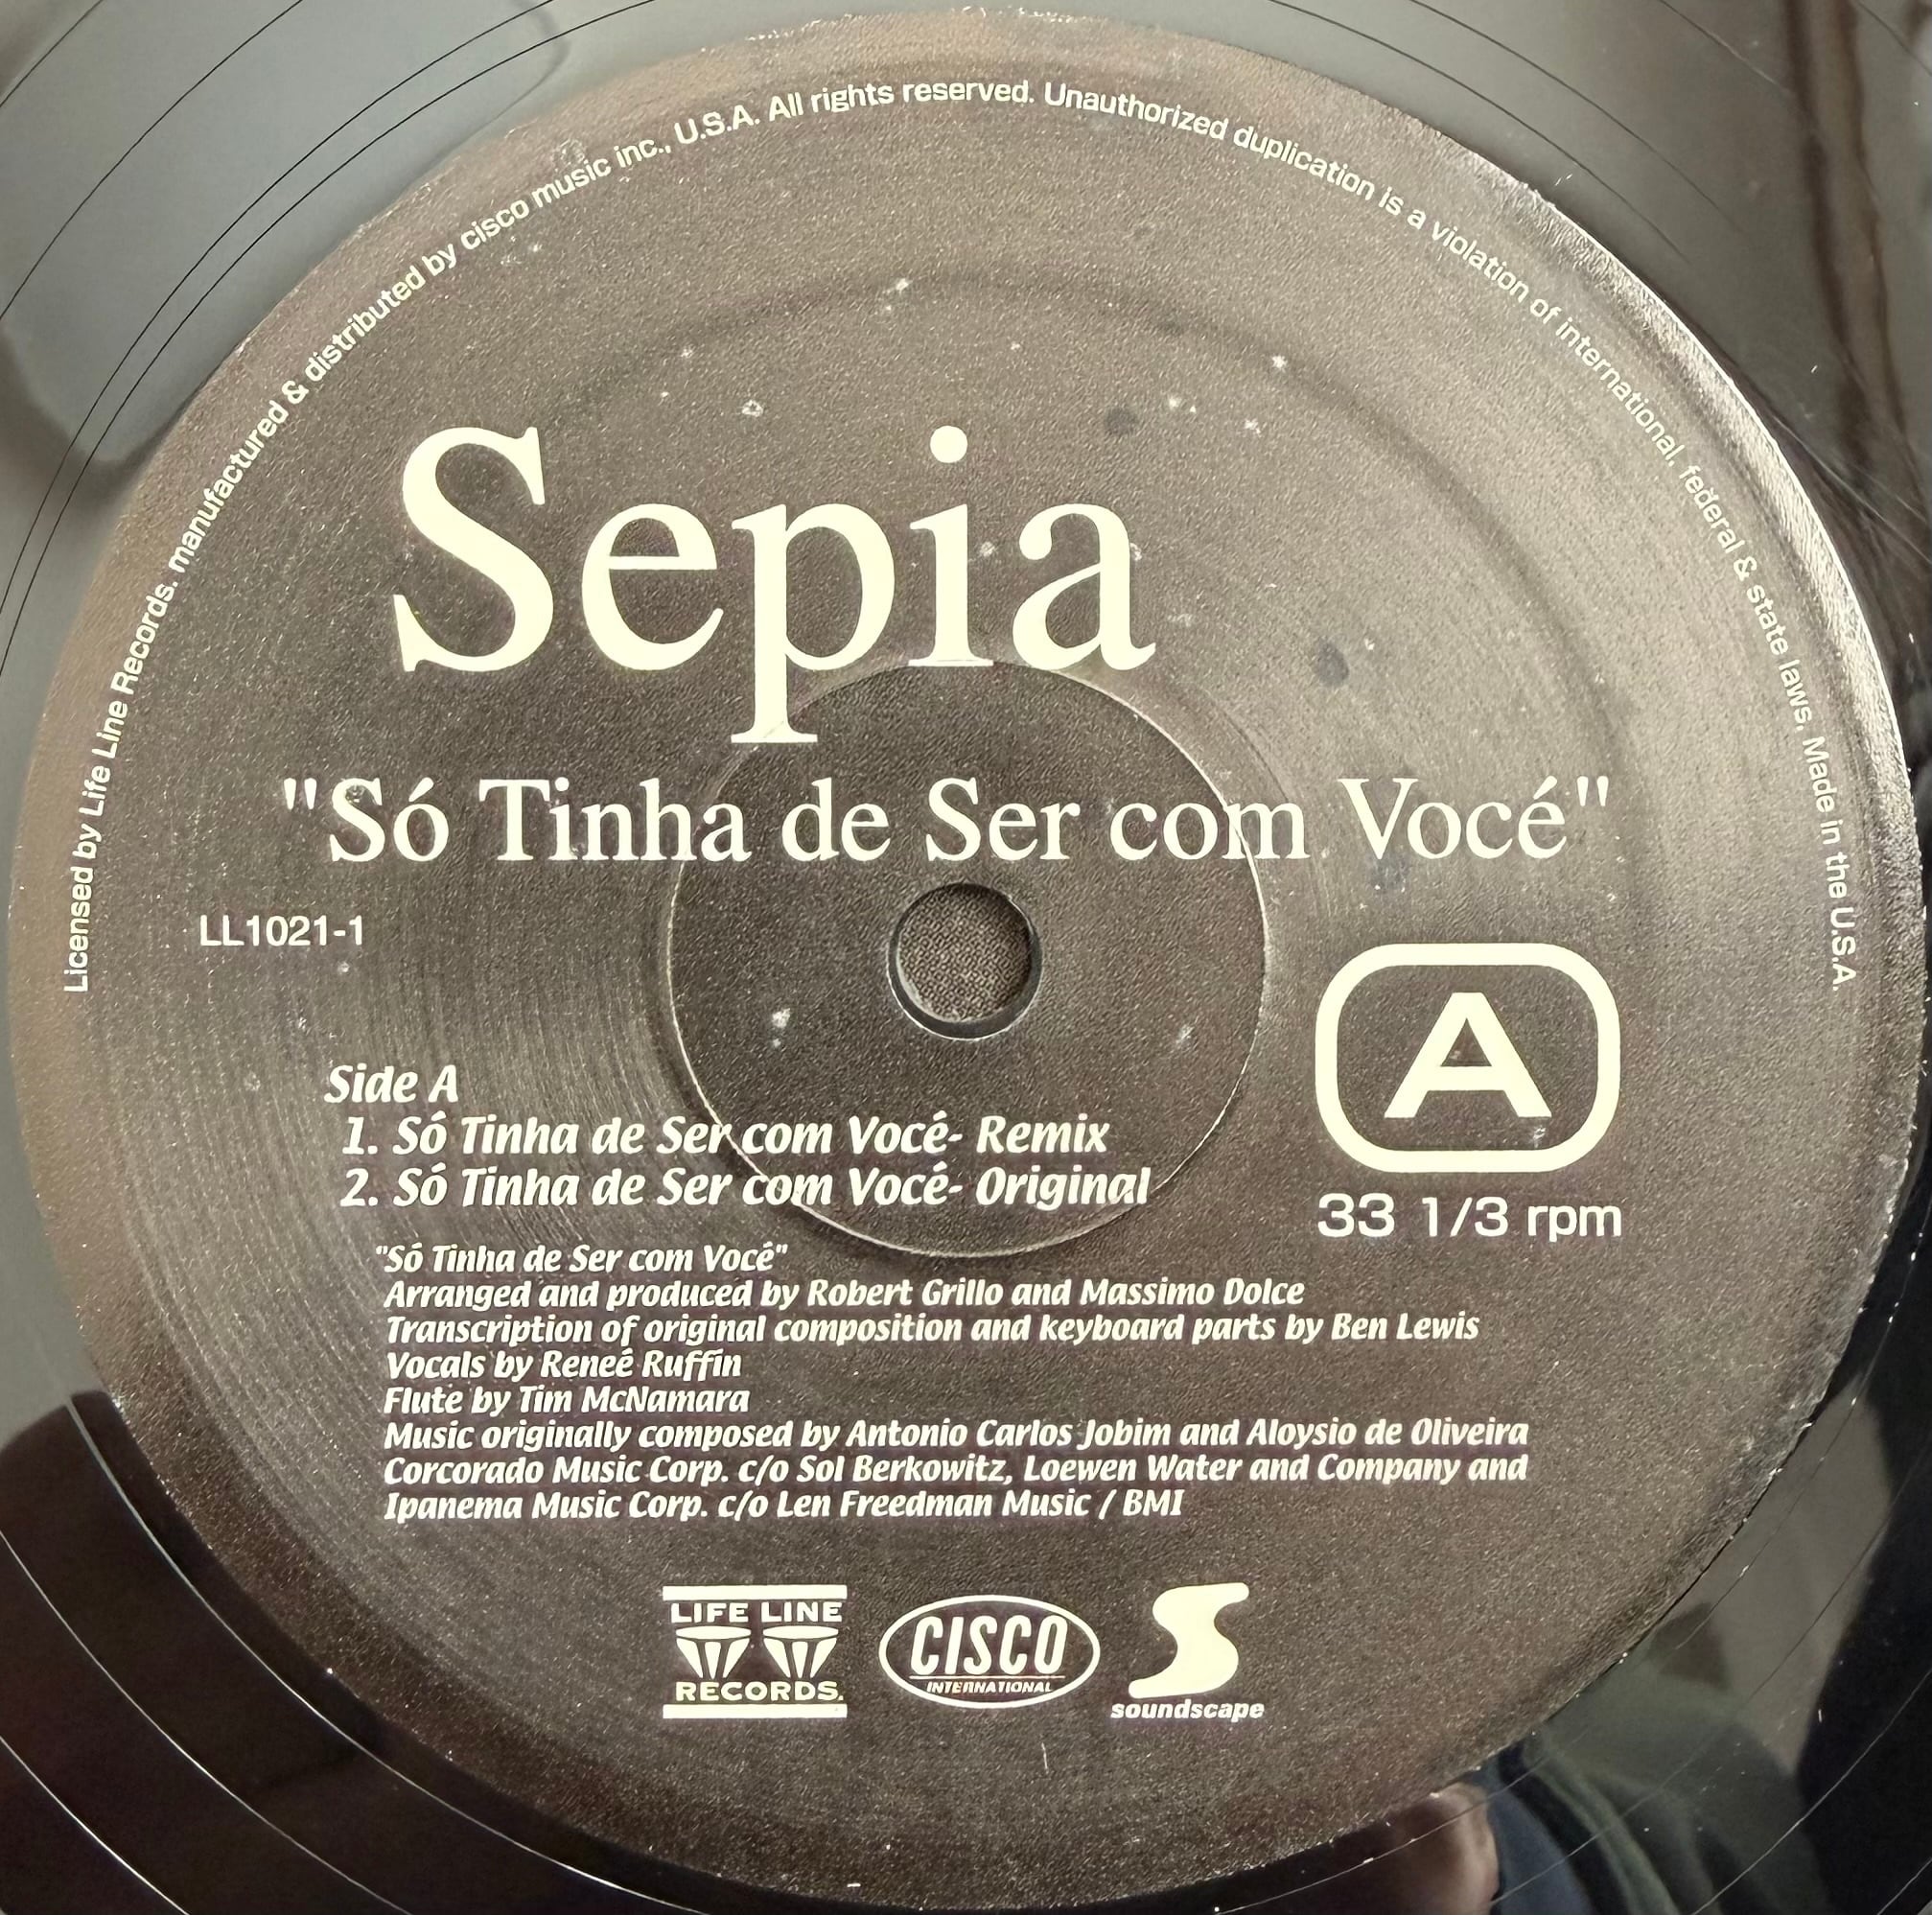 Licensed by Life Line Records. manufactured & distributed by cisco music inc., U.S.A. All rights reserved. Unauthorized duplication is a violation of international, federal & state laws. Made in the U.S.A.
Sepia
"Só Tinha de Ser com Vocé"
LL1021-1
A
33 1/3 rpm
Side A
1. Só Tinha de Ser com Vocé- Remix
2. Só Tinha de Ser com Vocé- Original
"Só Tinha de Ser com Vocé"
Arranged and produced by Robert Grillo and Massimo Dolce
Transcription of original composition and keyboard parts by Ben Lewis
Vocals by Reneé Ruffin
Flute by Tim McNamara
Music originally composed by Antonio Carlos Jobim and Aloysio de Oliveira
Corcorado Music Corp. c/o Sol Berkowitz, Loewen Water and Company and
Ipanema Music Corp. c/o Len Freedman Music / BMI
LIFE LINE
RECORDS.
CISCO
INTERNATIONAL
S
soundscape